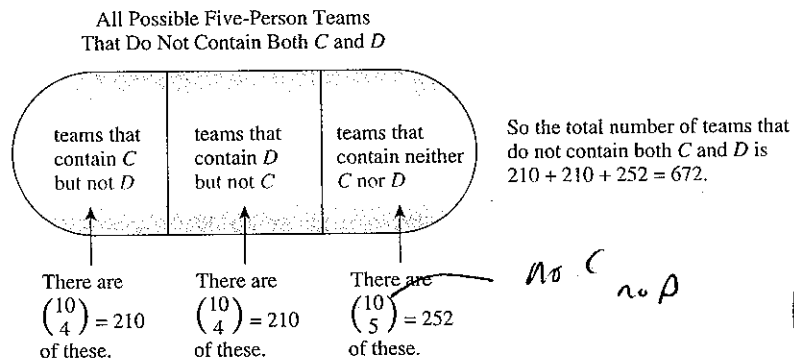 All Possible Five-Person Teams
That Do Not Contain Both C and D
teams that
contain C
but not D
teams that
contain D
but not C
teams that
contain neither
C nor D
So the total number of teams that
do not contain both C and D is
210 + 210 + 252 = 672.
There are
(10 4) = 210
of these.
There are
(10 4) = 210
of these.
There are
(10 5) = 252
of these.
no C
no D